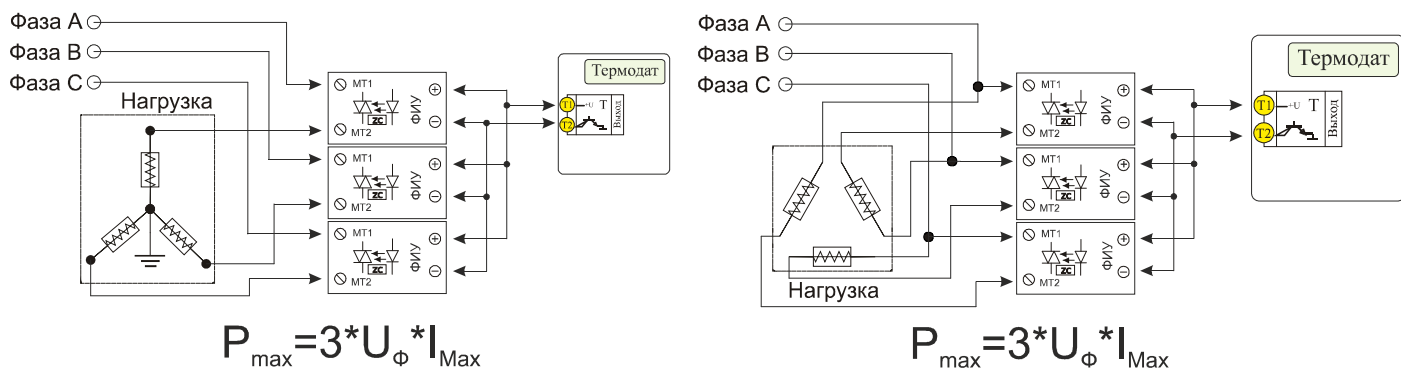 Фаза А
Фаза В
Фаза С
Нагрузка
МТ1
МТ2
ZC
ФИУ
+
−
МТ1
МТ2
ZC
ФИУ
+
−
МТ1
МТ2
ZC
ФИУ
+
−
Термодат
Т1
+U
Т
Т2
Выход
Pmax=3*UФ*IMax
Фаза А
Фаза В
Фаза С
Нагрузка
МТ1
МТ2
ZC
ФИУ
+
−
МТ1
МТ2
ZC
ФИУ
+
−
МТ1
МТ2
ZC
ФИУ
+
−
Термодат
Т1
+U
Т
Т2
Выход
Pmax=3*UФ*IMax